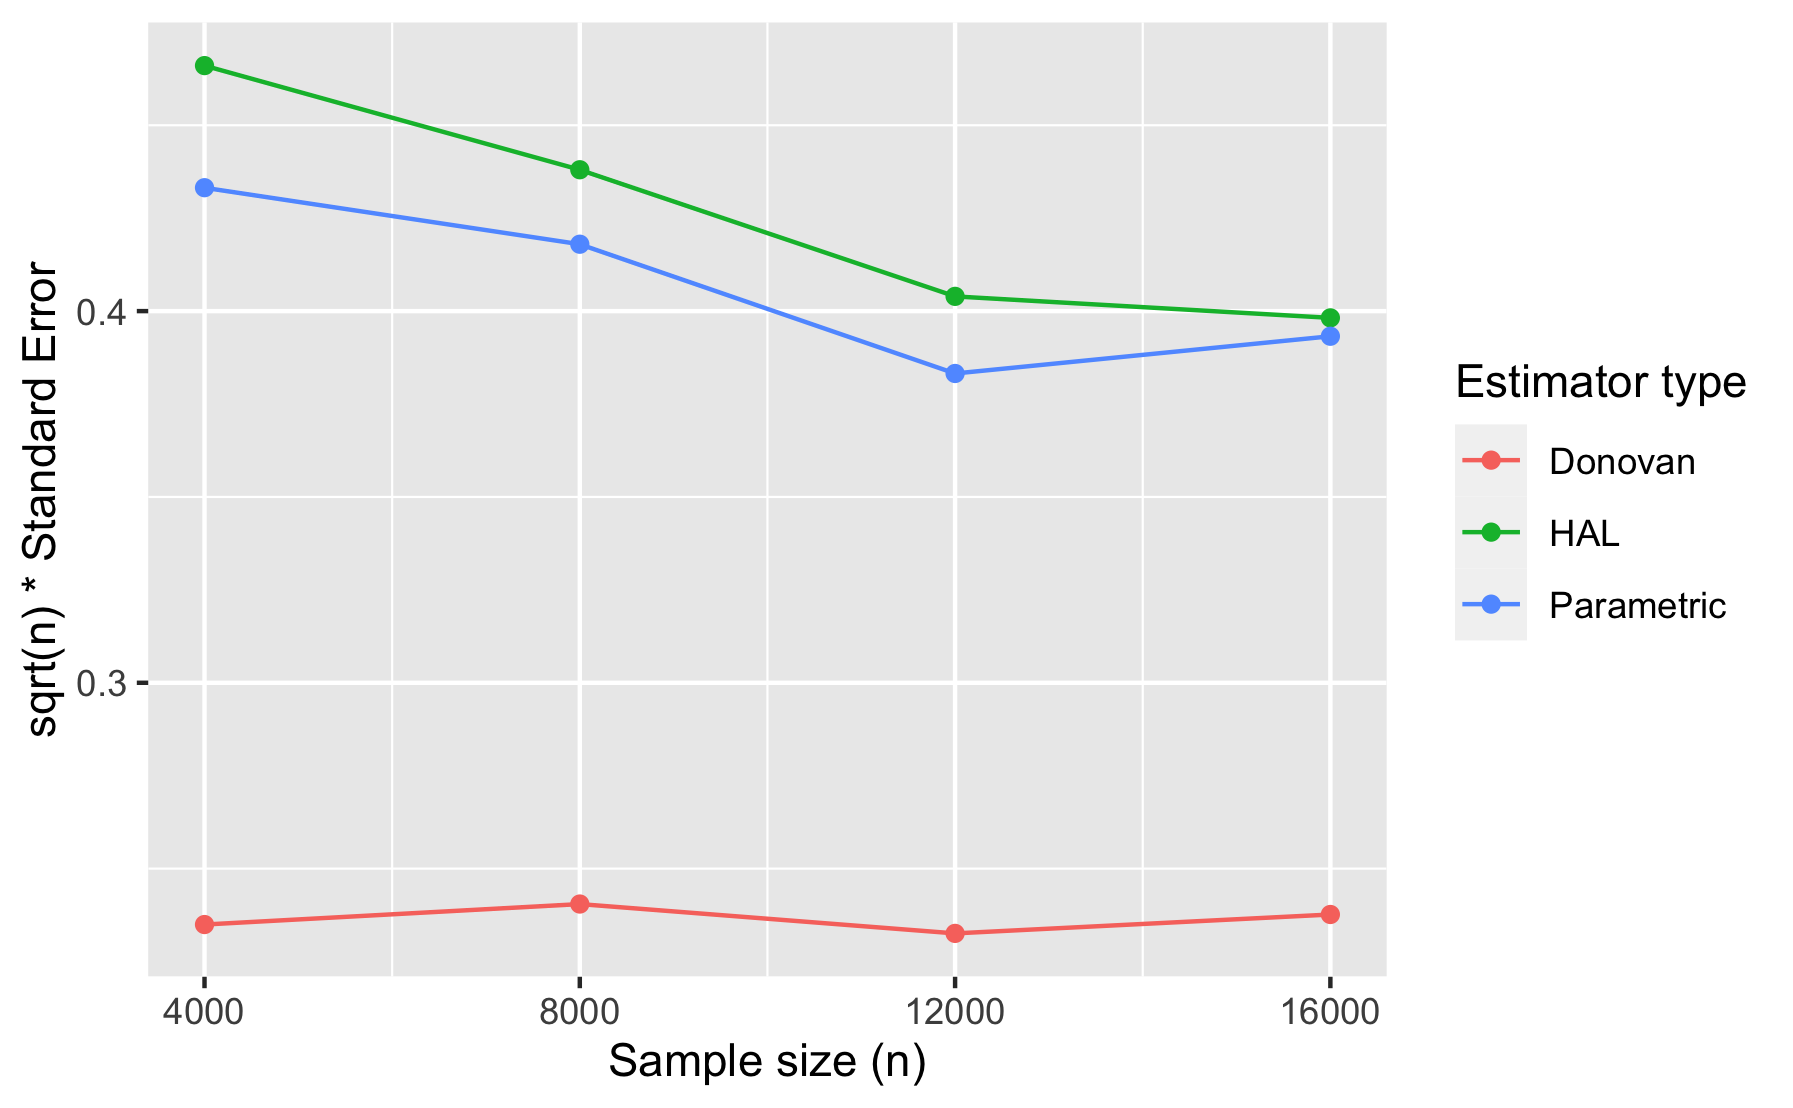 sqrt(n) * Standard Error
0.4
0.3
4000
8000
12000
16000
Sample size (n)
Estimator type
Donovan
HAL
Parametric